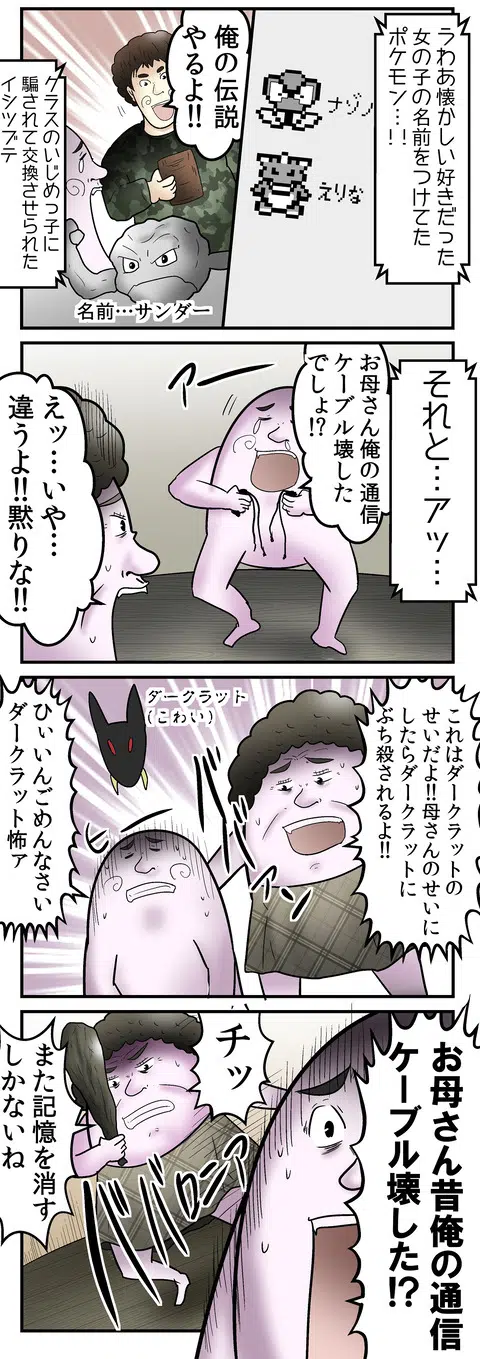 うわあ懐かしい好きだった
女の子の名前をつけてた
ポケモン…!!
ナゾノ
えりな
俺の伝説
やるよ!!
クラスのいじめっ子に
騙されて交換させられた
イシツブテ
名前…サンダー
それと…アッ…
お母さん俺の通信
ケーブル壊した
でしょ!?
アー
えッ…いや…
違うよ!!黙りな!!
これはダークラットの
せいだよ!!母さんのせいに
したらダークラットに
ぶち殺されるよ!!
ダークラット
(こわい)
ひぃいんごめんなさい
ダークラット怖ァ
お母さん昔俺の通信
ケーブル壊した!?
チッ
また記憶を消す
しかないね